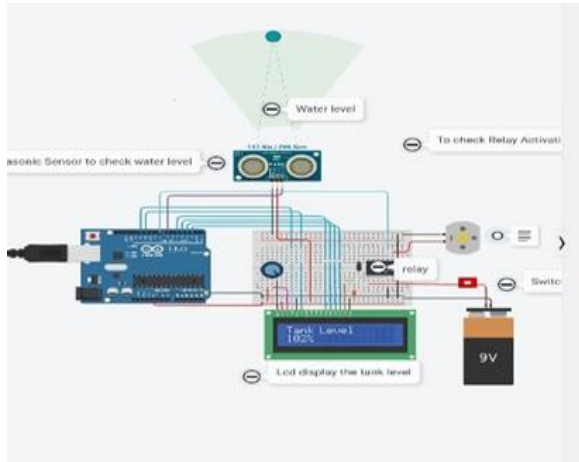 Water level
To check Relay Activati
asonic Sensor to check water level
relay
Switc
Tank Level
102%
9V
Lcd display the tank level